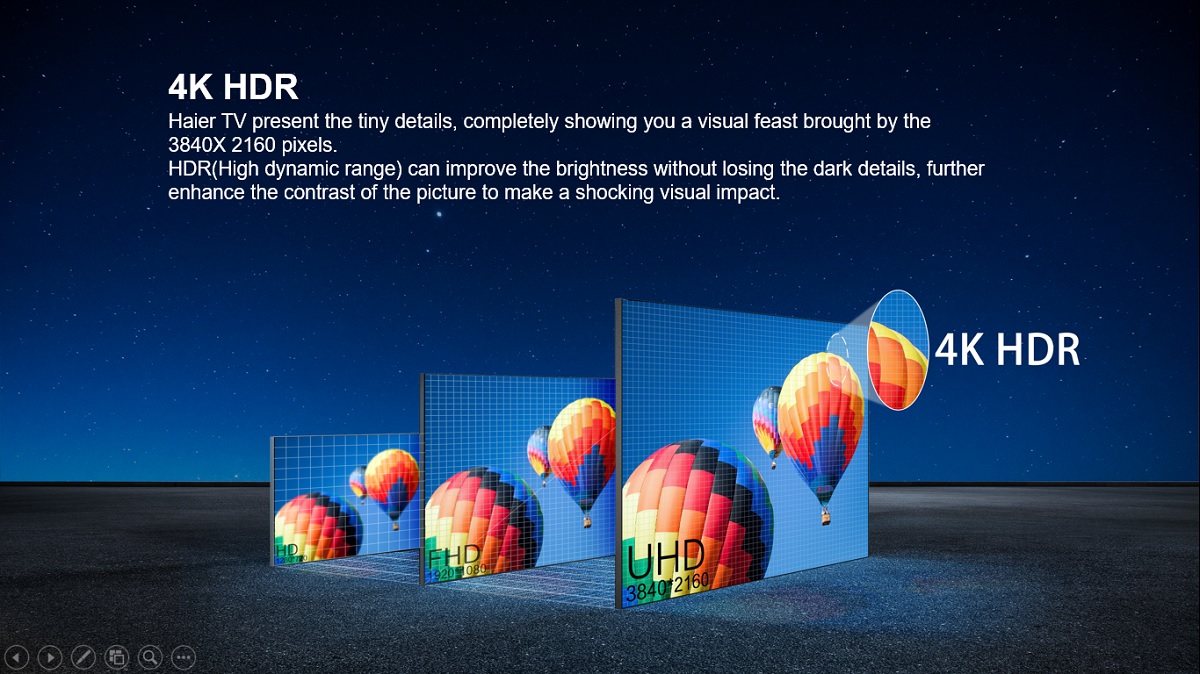 4K HDR
Haier TV present the tiny details, completely showing you a visual feast brought by the
3840X 2160 pixels.
HDR(High dynamic range) can improve the brightness without losing the dark details, further
enhance the contrast of the picture to make a shocking visual impact.
4K HDR
HD
FHD
1920*1080
UHD
3840*2160